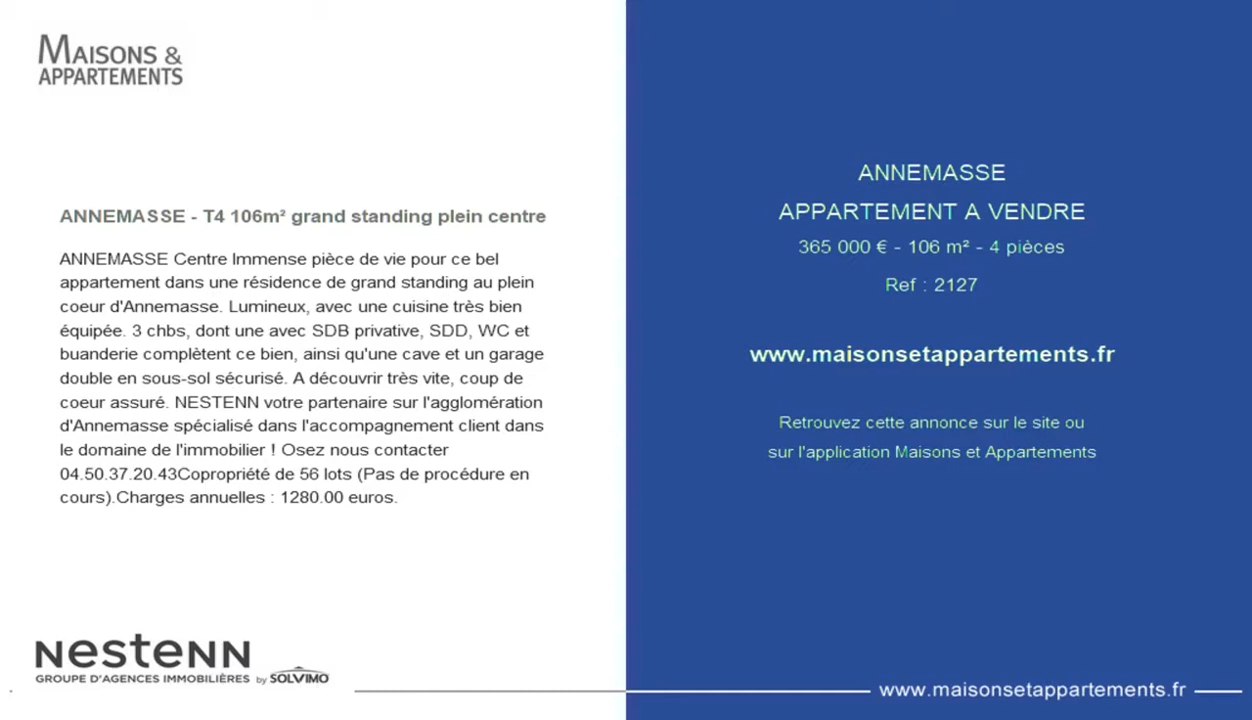 MAISONS &
APPARTEMENTS
ANNEMASSE - T4 106m² grand standing plein centre
ANNEMASSE Centre Immense pièce de vie pour ce bel
appartement dans une résidence de grand standing au plein
coeur d'Annemasse. Lumineux, avec une cuisine très bien
équipée. 3 chbs, dont une avec SDB privative, SDD, WC et
buanderie complètent ce bien, ainsi qu'une cave et un garage
double en sous-sol sécurisé. A découvrir très vite, coup de
coeur assuré. NESTENN votre partenaire sur l'agglomération
d'Annemasse spécialisé dans l'accompagnement client dans
le domaine de l'immobilier ! Osez nous contacter
04.50.37.20.43Copropriété de 56 lots (Pas de procédure en
cours).Charges annuelles : 1280.00 euros.
Nestenn
GROUPE D'AGENCES IMMOBILIÈRES by SOLVIMO
ANNEMASSE
APPARTEMENT A VENDRE
365 000 € - 106 m² - 4 pièces
Ref : 2127
www.maisonsetappartements.fr
Retrouvez cette annonce sur le site ou
sur l'application Maisons et Appartements
www.maisonsetappartements.fr